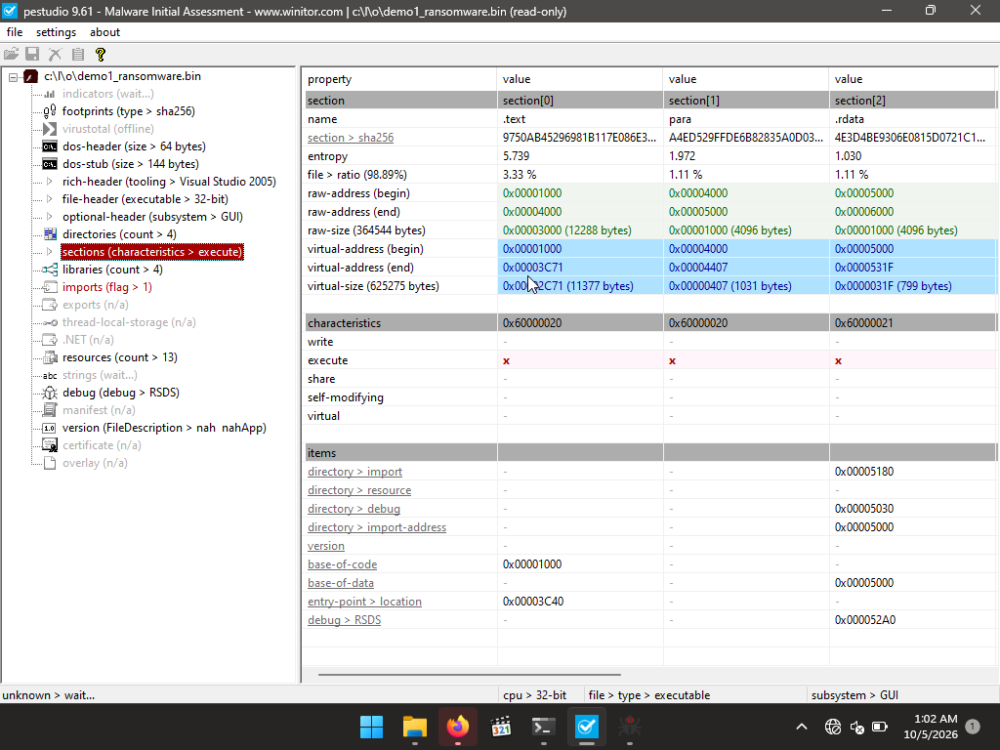 pestudio 9.61 - Malware Initial Assessment - www.winitor.com | c:\l\o\demo1_ransomware.bin (read-only)
file settings about
c:\l\o\demo1_ransomware.bin
indicators (wait...)
footprints (type > sha256)
virustotal (offline)
dos-header (size > 64 bytes)
dos-stub (size > 144 bytes)
rich-header (tooling > Visual Studio 2005)
file-header (executable > 32-bit)
optional-header (subsystem > GUI)
directories (count > 4)
sections (characteristics > execute)
libraries (count > 4)
imports (flag > 1)
exports (n/a)
thread-local-storage (n/a)
.NET (n/a)
resources (count > 13)
abc strings (wait...)
debug (debug > RSDS)
manifest (n/a)
1.0 version (FileDescription > nah nahApp)
certificate (n/a)
overlay (n/a)
property value value value
section section[0] section[1] section[2]
name .text para .rdata
section > sha256 9750AB45296981B117E086E3... A4ED529FFDE6B82835A0D03... 4E3D4BE9306E0815D0721C1...
entropy 5.739 1.972 1.030
file > ratio (98.89%) 3.33 % 1.11 % 1.11 %
raw-address (begin) 0x00001000 0x00004000 0x00005000
raw-address (end) 0x00004000 0x00005000 0x00006000
raw-size (364544 bytes) 0x00003000 (12288 bytes) 0x00001000 (4096 bytes) 0x00001000 (4096 bytes)
virtual-address (begin) 0x00001000 0x00004000 0x00005000
virtual-address (end) 0x00003C71 0x00004407 0x0000531F
virtual-size (625275 bytes) (11377 bytes) 0x00000407 (1031 bytes) 0x0000031F (799 bytes)
characteristics 0x60000020 0x60000020 0x60000021
write - - -
execute x x x
share - - -
self-modifying - - -
virtual - - -
items
directory > import - - 0x00005180
directory > resource - - -
directory > debug - - 0x00005030
directory > import-address - - 0x00005000
version - - -
base-of-code 0x00001000 - -
base-of-data - - 0x00005000
entry-point > location 0x00003C40 - -
debug > RSDS - - 0x000052A0
unknown > wait... cpu > 32-bit file > type > executable subsystem > GUI
321
1:02 AM
10/5/2026
1